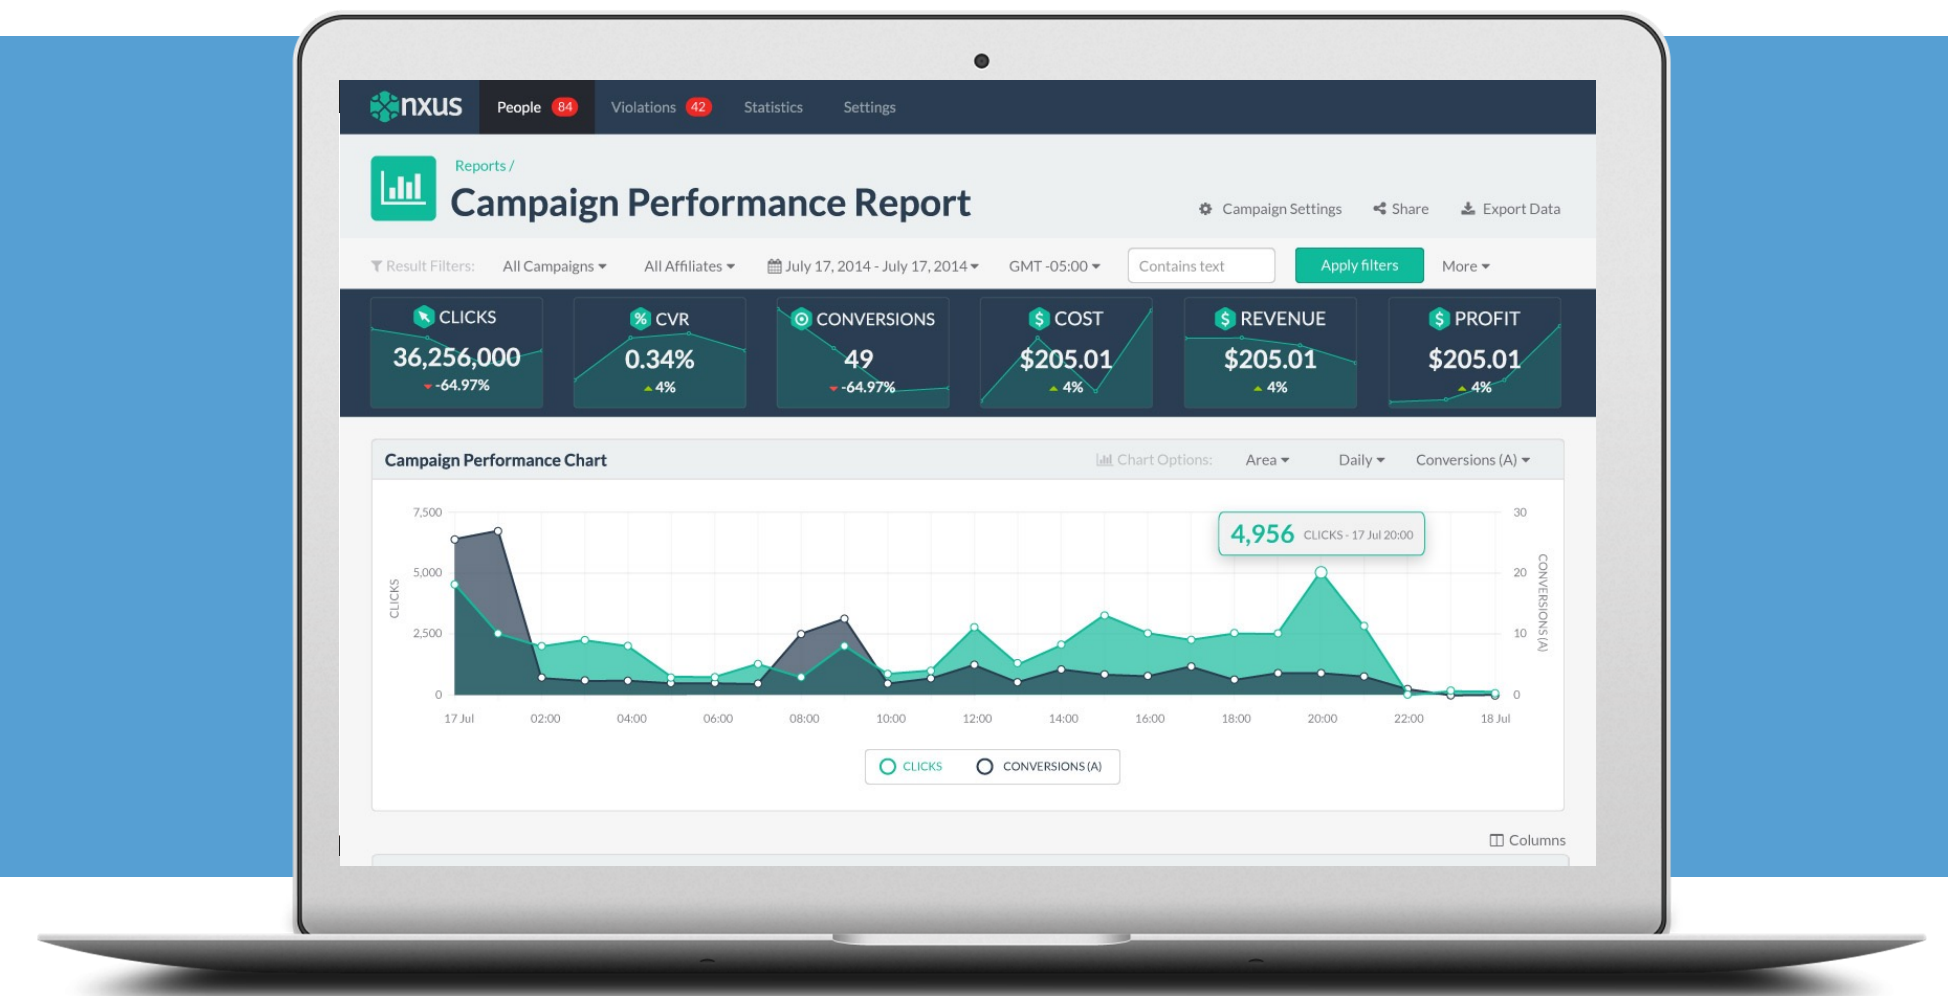 nxus People 84 Violations 42 Statistics Settings
Reports /
Campaign Performance Report
Campaign Settings Share Export Data
Result Filters: All Campaigns All Affiliates July 17, 2014 - July 17, 2014 GMT -05:00 Contains text Apply filters More
CLICKS
36,256,000
-64.97%
% CVR
0.34%
4%
CONVERSIONS
49
-64.97%
$ COST
$205.01
4%
$ REVENUE
$205.01
4%
$ PROFIT
$205.01
4%
Campaign Performance Chart Chart Options: Area Daily Conversions (A)
7,500
5,000
2,500
0
CLICKS
4,956 CLICKS - 17 Jul 20:00
30
20
10
0
CONVERSIONS (A)
17 Jul 02:00 04:00 06:00 08:00 10:00 12:00 14:00 16:00 18:00 20:00 22:00 18 Jul
CLICKS CONVERSIONS (A)
Columns